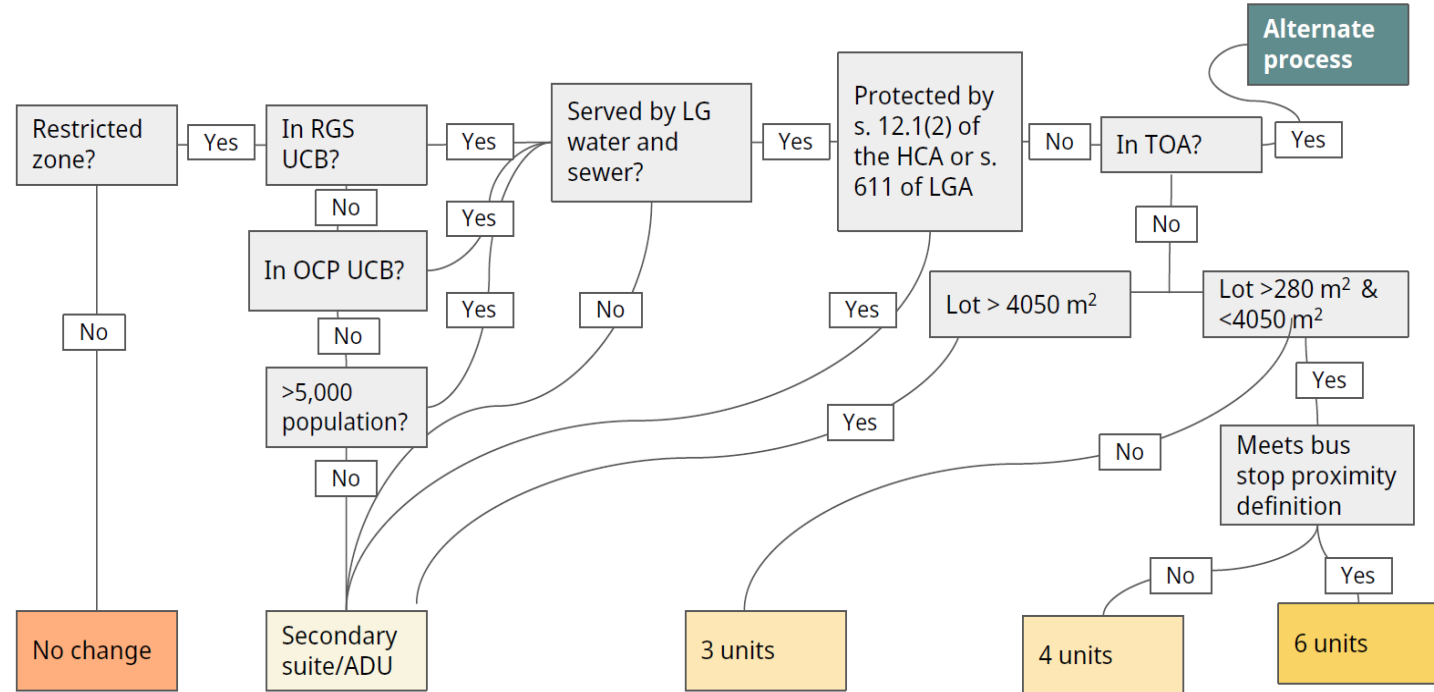 Alternate
process
Restricted
zone?
Yes
In RGS
UCB?
Yes
Served by LG
water and
sewer?
Yes
Protected by
s. 12.1(2) of
the HCA or s.
611 of LGA
No
In TOA?
Yes
No
Yes
No
In OCP UCB?
Yes
No
Yes
Lot > 4050 m²
Lot >280 m² &
<4050 m²
No
No
>5,000
population?
Yes
Yes
No
Meets bus
stop proximity
definition
No
No
Yes
No change
Secondary
suite/ADU
3 units
4 units
6 units